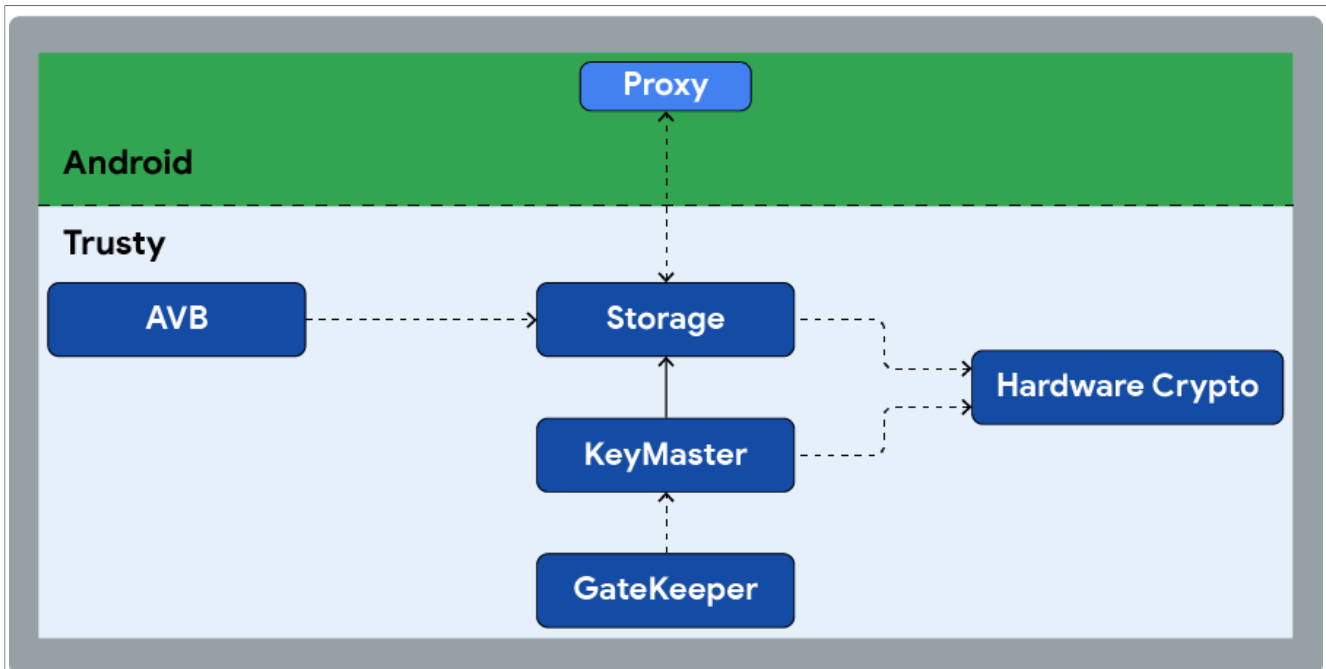 Proxy
Android
Trusty
AVB
Storage
Hardware Crypto
KeyMaster
GateKeeper